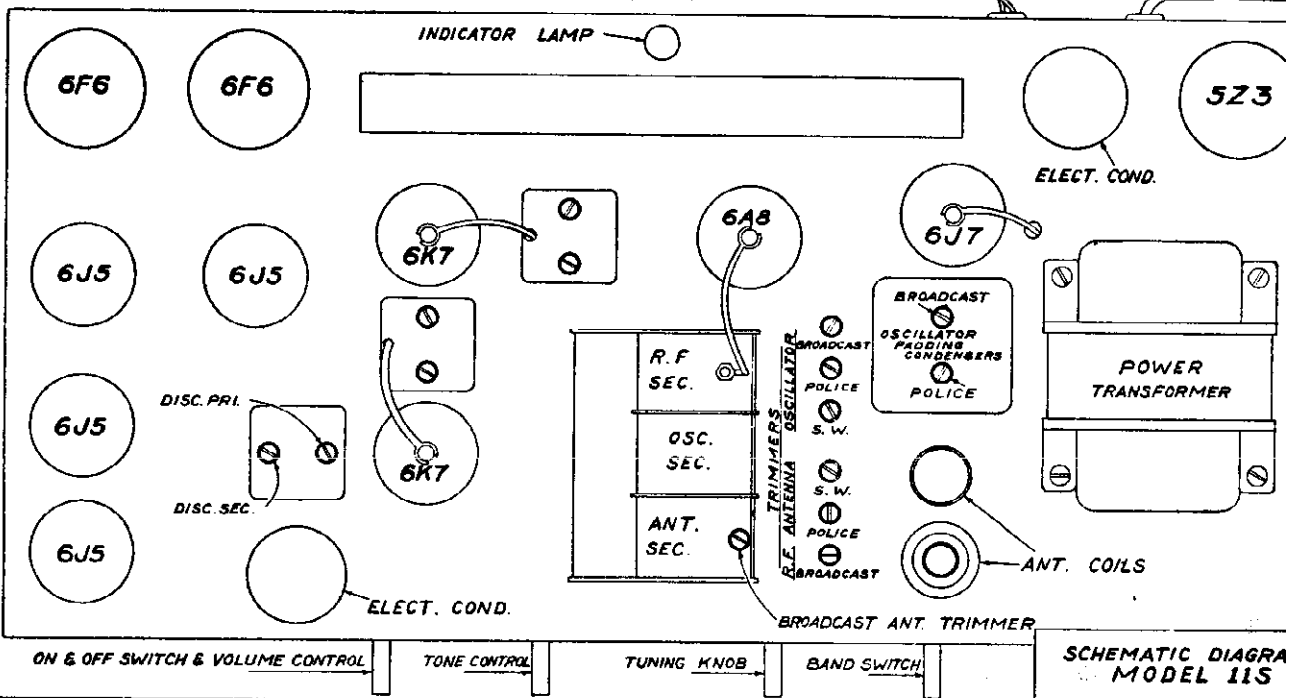 INDICATOR LAMP
6F6
6F6
5Z3
ELECT. COND.
6K7
6A8
6J7
6J5
6J5
BROADCAST
OSCILLATOR
PADDING
CONDENSERS
POLICE
POWER
TRANSFORMER
R.F
SEC.
OSC.
SEC.
ANT.
SEC.
TRIMMERS
OSCILLATOR
R.F. ANTENNA
BROADCAST
POLICE
S.W.
S.W.
POLICE
BROADCAST
DISC. PRI.
6J5
6K7
DISC. SEC.
6J5
ELECT. COND.
ANT. COILS
BROADCAST ANT. TRIMMER
ON & OFF SWITCH & VOLUME CONTROL
TONE CONTROL
TUNING KNOB
BAND SWITCH
SCHEMATIC DIAGRA
MODEL 11S